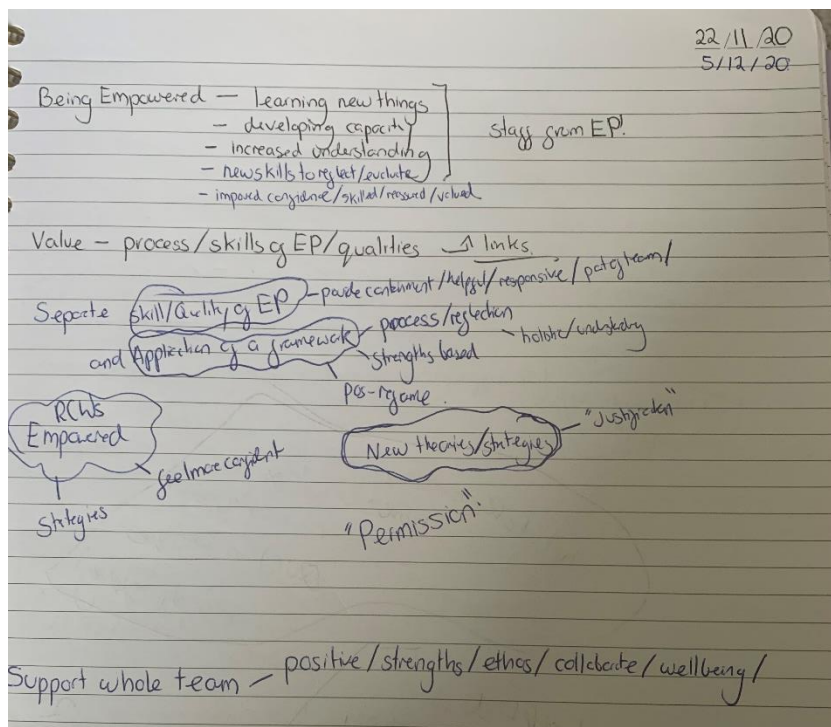 22/11/20
5/12/20
Being Empowered — learning new things
- developing capacity
- increased understanding
- new skills to reflect/evaluate
- improved confidence/skilled/reassured/valued
staff from EP!
Value - process/skills of EP/qualities links.
Seperate Skill/Quality of EP - provide containment/helpful/responsive/part of team/
and Application of a framework - process/reflection
- holistic/understanding
strengths based
pos-reframe.
RCWs
Empowered
feel more confident
Strategies
New theories/strategies - "Justification"
"Permission".
Support whole team - positive/strengths/ethos/collaborate/wellbeing/